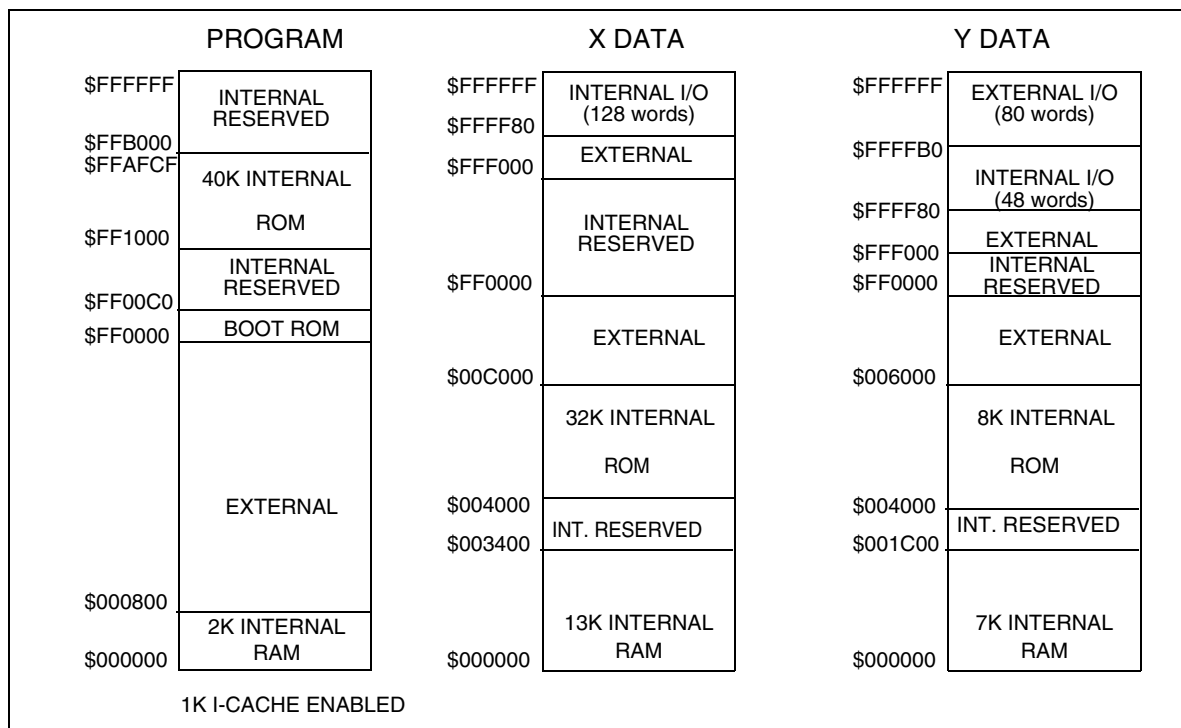 PROGRAM
$FFFFFF
INTERNAL
RESERVED
$FFB000
$FFAFCF
40K INTERNAL
ROM
$FF1000
INTERNAL
RESERVED
$FF00C0
BOOT ROM
$FF0000
EXTERNAL
$000800
2K INTERNAL
RAM
$000000
1K I-CACHE ENABLED
X DATA
$FFFFFF
INTERNAL I/O
(128 words)
$FFFF80
EXTERNAL
$FFF000
INTERNAL
RESERVED
$FF0000
EXTERNAL
$00C000
32K INTERNAL
ROM
$004000
INT. RESERVED
$003400
13K INTERNAL
RAM
$000000
Y DATA
$FFFFFF
EXTERNAL I/O
(80 words)
$FFFFB0
INTERNAL I/O
(48 words)
$FFFF80
EXTERNAL
$FFF000
INTERNAL
RESERVED
$FF0000
EXTERNAL
$006000
8K INTERNAL
ROM
$004000
INT. RESERVED
$001C00
7K INTERNAL
RAM
$000000